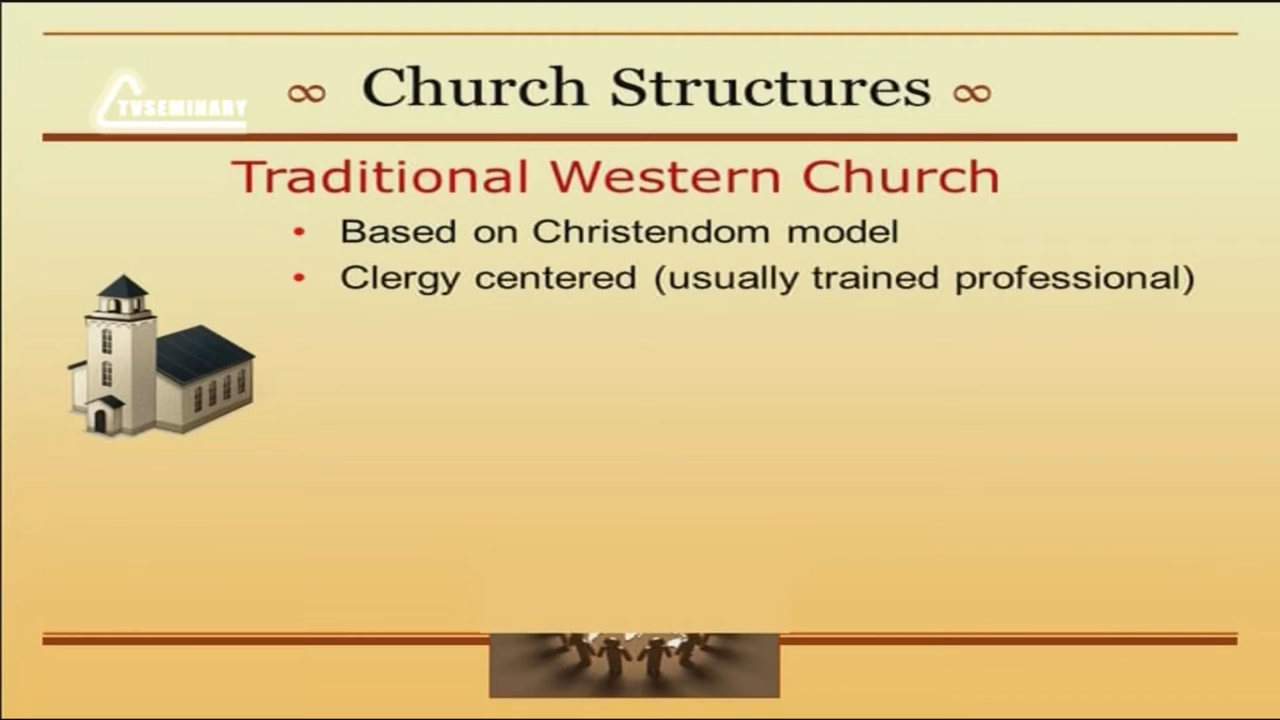 ∞ Church Structures ∞
TVSEMINARY
Traditional Western Church
• Based on Christendom model
• Clergy centered (usually trained professional)